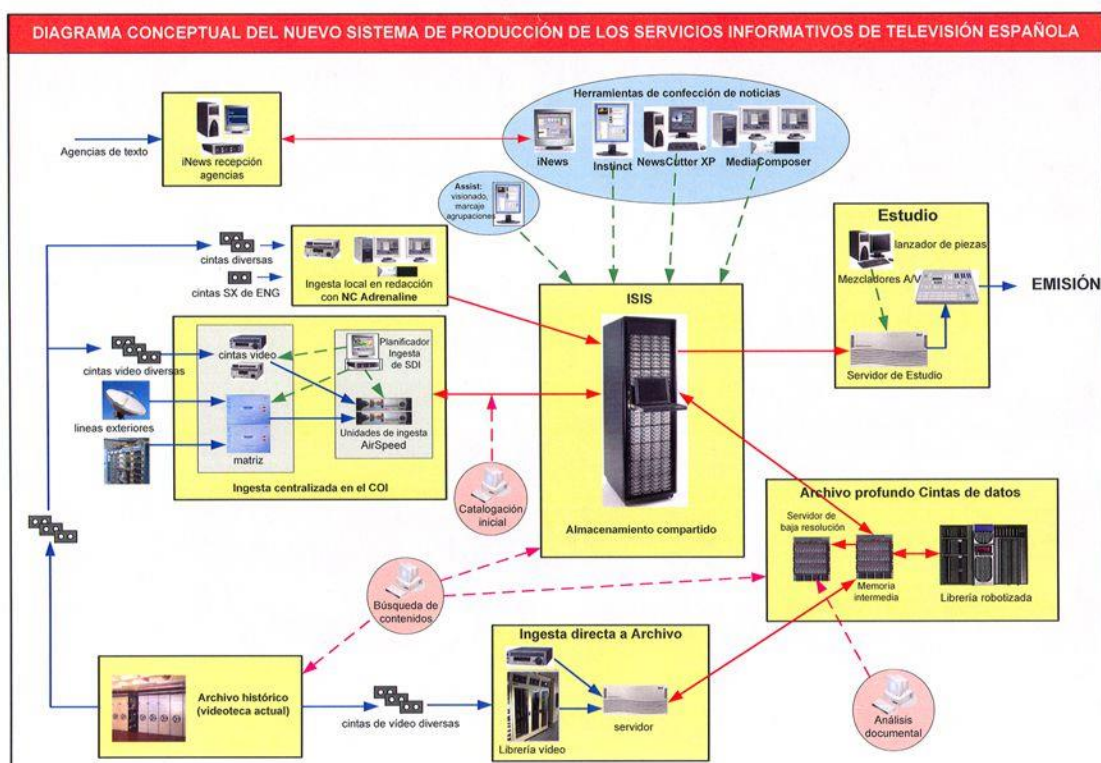 DIAGRAMA CONCEPTUAL DEL NUEVO SISTEMA DE PRODUCCIÓN DE LOS SERVICIOS INFORMATIVOS DE TELEVISIÓN ESPAÑOLA
Herramientas de confección de noticias
Agencias de texto
iNews recepción
agencias
iNews
Instinct
NewsCutter XP
MediaComposer
Assist:
visionado,
marcaje
agrupaciones
Estudio
lanzador de piezas
Mezcladores A/V
EMISIÓN
Servidor de Estudio
cintas diversas
cintas SX de ENG
Ingesta local en redacción
con NC Adrenaline
ISIS
Almacenamiento compartido
cintas video diversas
lineas exteriores
cintas vídeo
matriz
Planificador
Ingesta
de SDI
Unidades de ingesta
AirSpeed
Ingesta centralizada en el COI
Catalogación
inicial
Búsqueda de
contenidos
Archivo profundo Cintas de datos
Servidor de
baja resolución
Memoria
intermedia
Librería robotizada
Archivo histórico
(videoteca actual)
cintas de vídeo diversas
Ingesta directa a Archivo
Librería vídeo
servidor
Análisis
documental